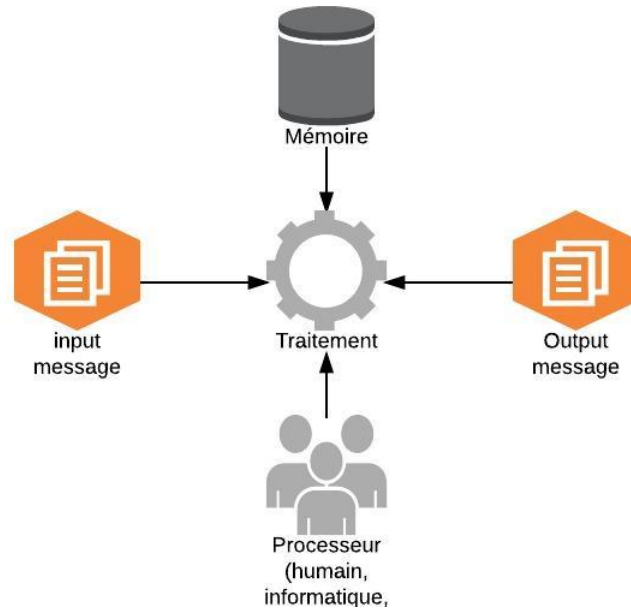 Mémoire
input
message
Traitement
Output
message
Processeur
(humain,
informatique,